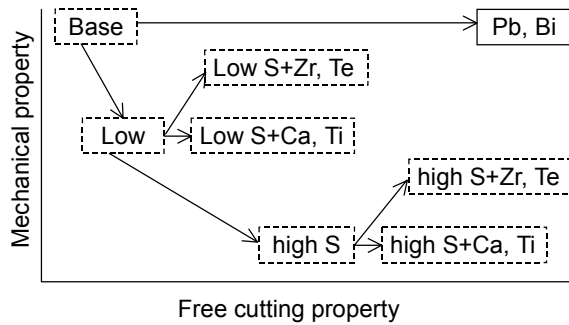 Mechanical property
Base
Pb, Bi
Low S+Zr, Te
Low
Low S+Ca, Ti
high S+Zr, Te
high S
high S+Ca, Ti
Free cutting property